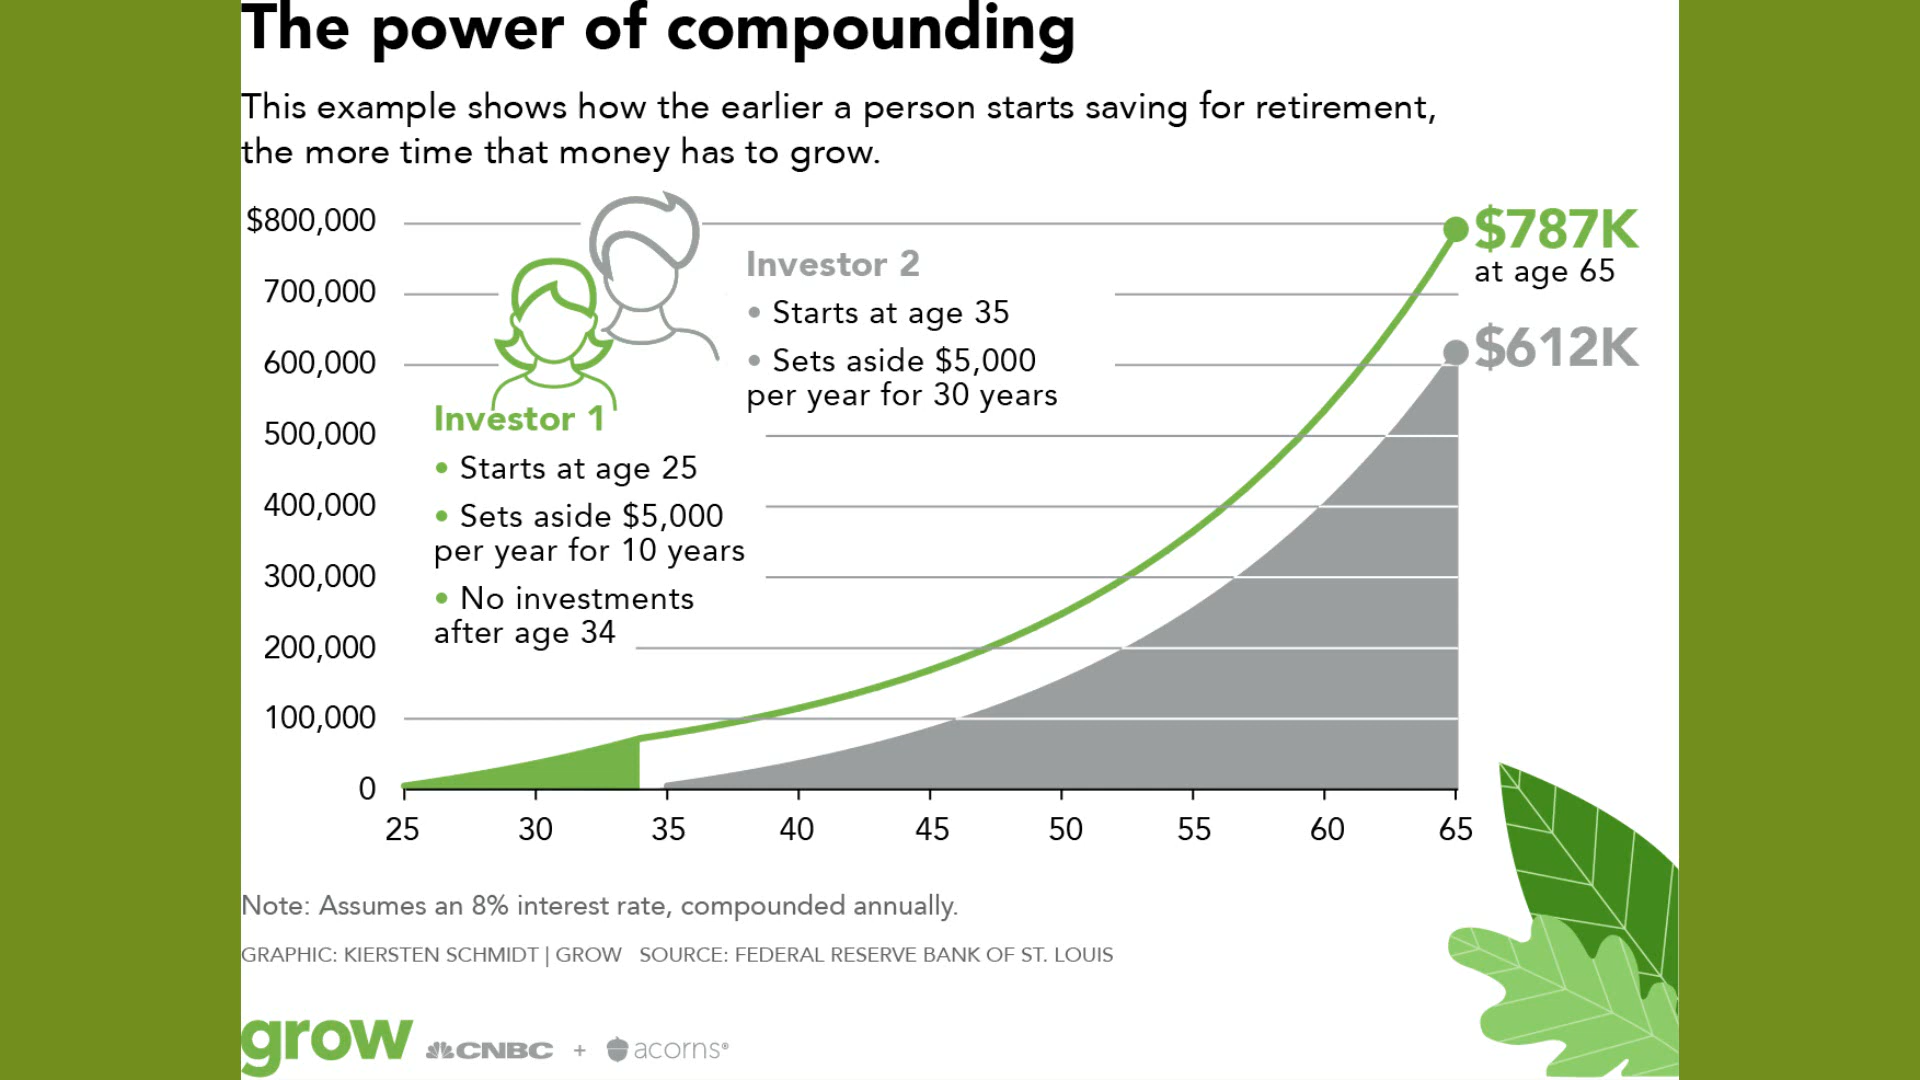 The power of compounding
This example shows how the earlier a person starts saving for retirement,
the more time that money has to grow.
$800,000
700,000
600,000
500,000
400,000
300,000
200,000
100,000
0
Investor 1
• Starts at age 25
• Sets aside $5,000
per year for 10 years
• No investments
after age 34
Investor 2
• Starts at age 35
• Sets aside $5,000
per year for 30 years
$787K
at age 65
$612K
25 30 35 40 45 50 55 60 65
Note: Assumes an 8% interest rate, compounded annually.
GRAPHIC: KIERSTEN SCHMIDT | GROW SOURCE: FEDERAL RESERVE BANK OF ST. LOUIS
grow CNBC + acorns®